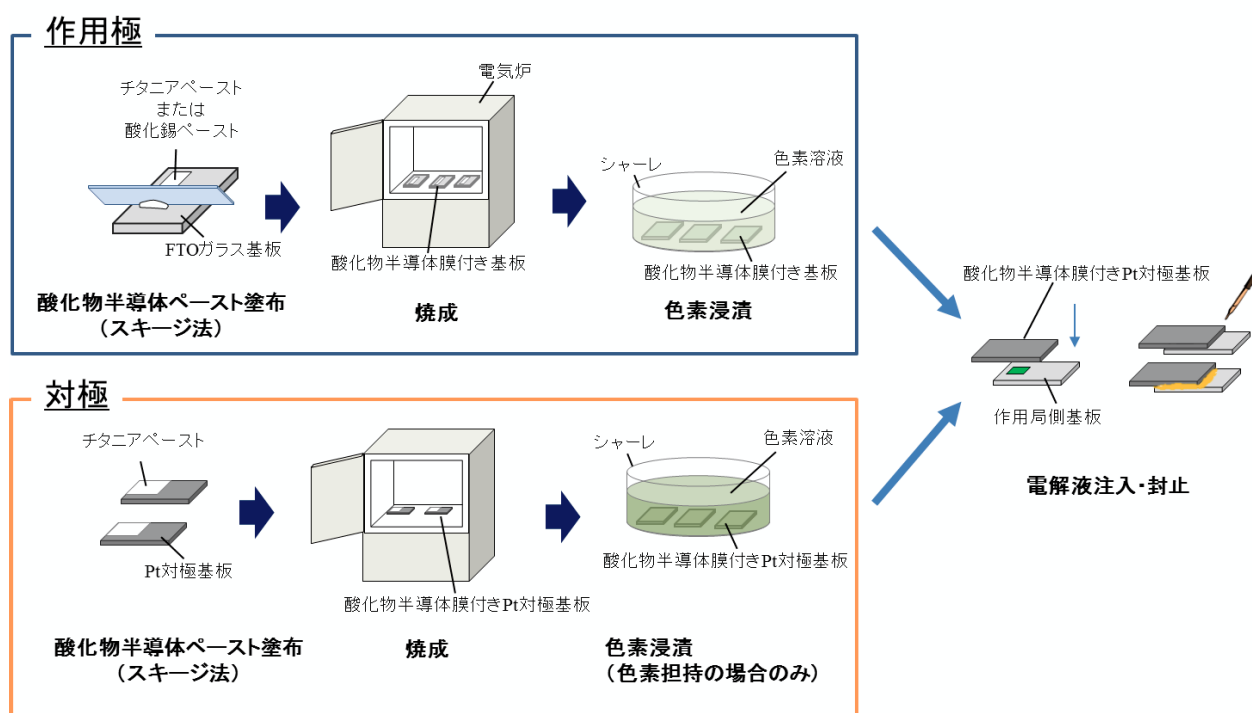 作用極
チタニアペースト
または
酸化錫ペースト
FTOガラス基板
酸化物半導体ペースト塗布
（スキージ法）
電気炉
酸化物半導体膜付き基板
焼成
シャーレ
色素溶液
酸化物半導体膜付き基板
色素浸漬
対極
チタニアペースト
Pt対極基板
酸化物半導体ペースト塗布
（スキージ法）
酸化物半導体膜付きPt対極基板
焼成
シャーレ
色素溶液
酸化物半導体膜付きPt対極基板
色素浸漬
（色素担持の場合のみ）
酸化物半導体膜付きPt対極基板
作用局側基板
電解液注入・封止